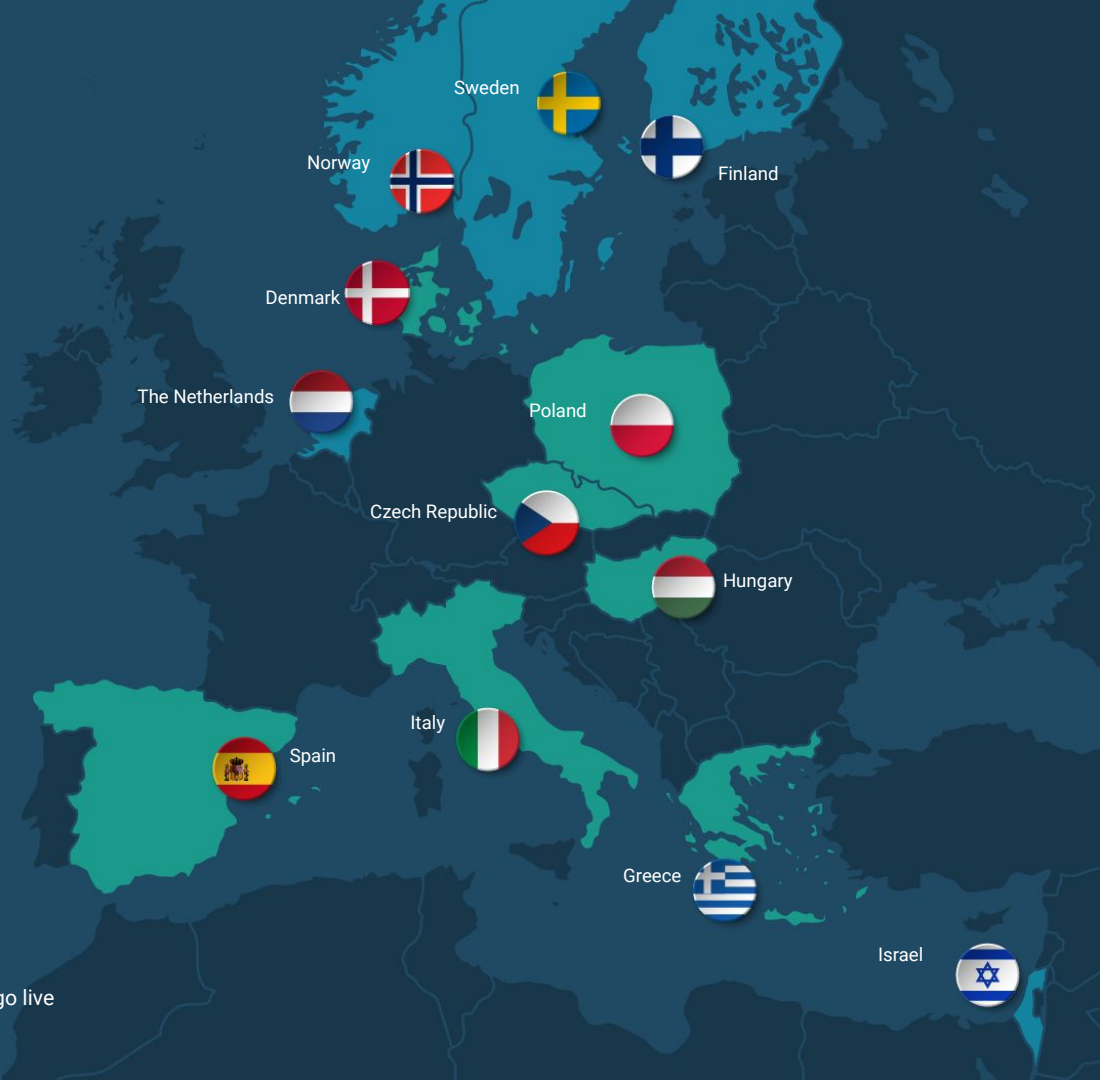 Sweden
Norway
Finland
Denmark
The Netherlands
Poland
Czech Republic
Hungary
Italy
Spain
Greece
Israel
go live